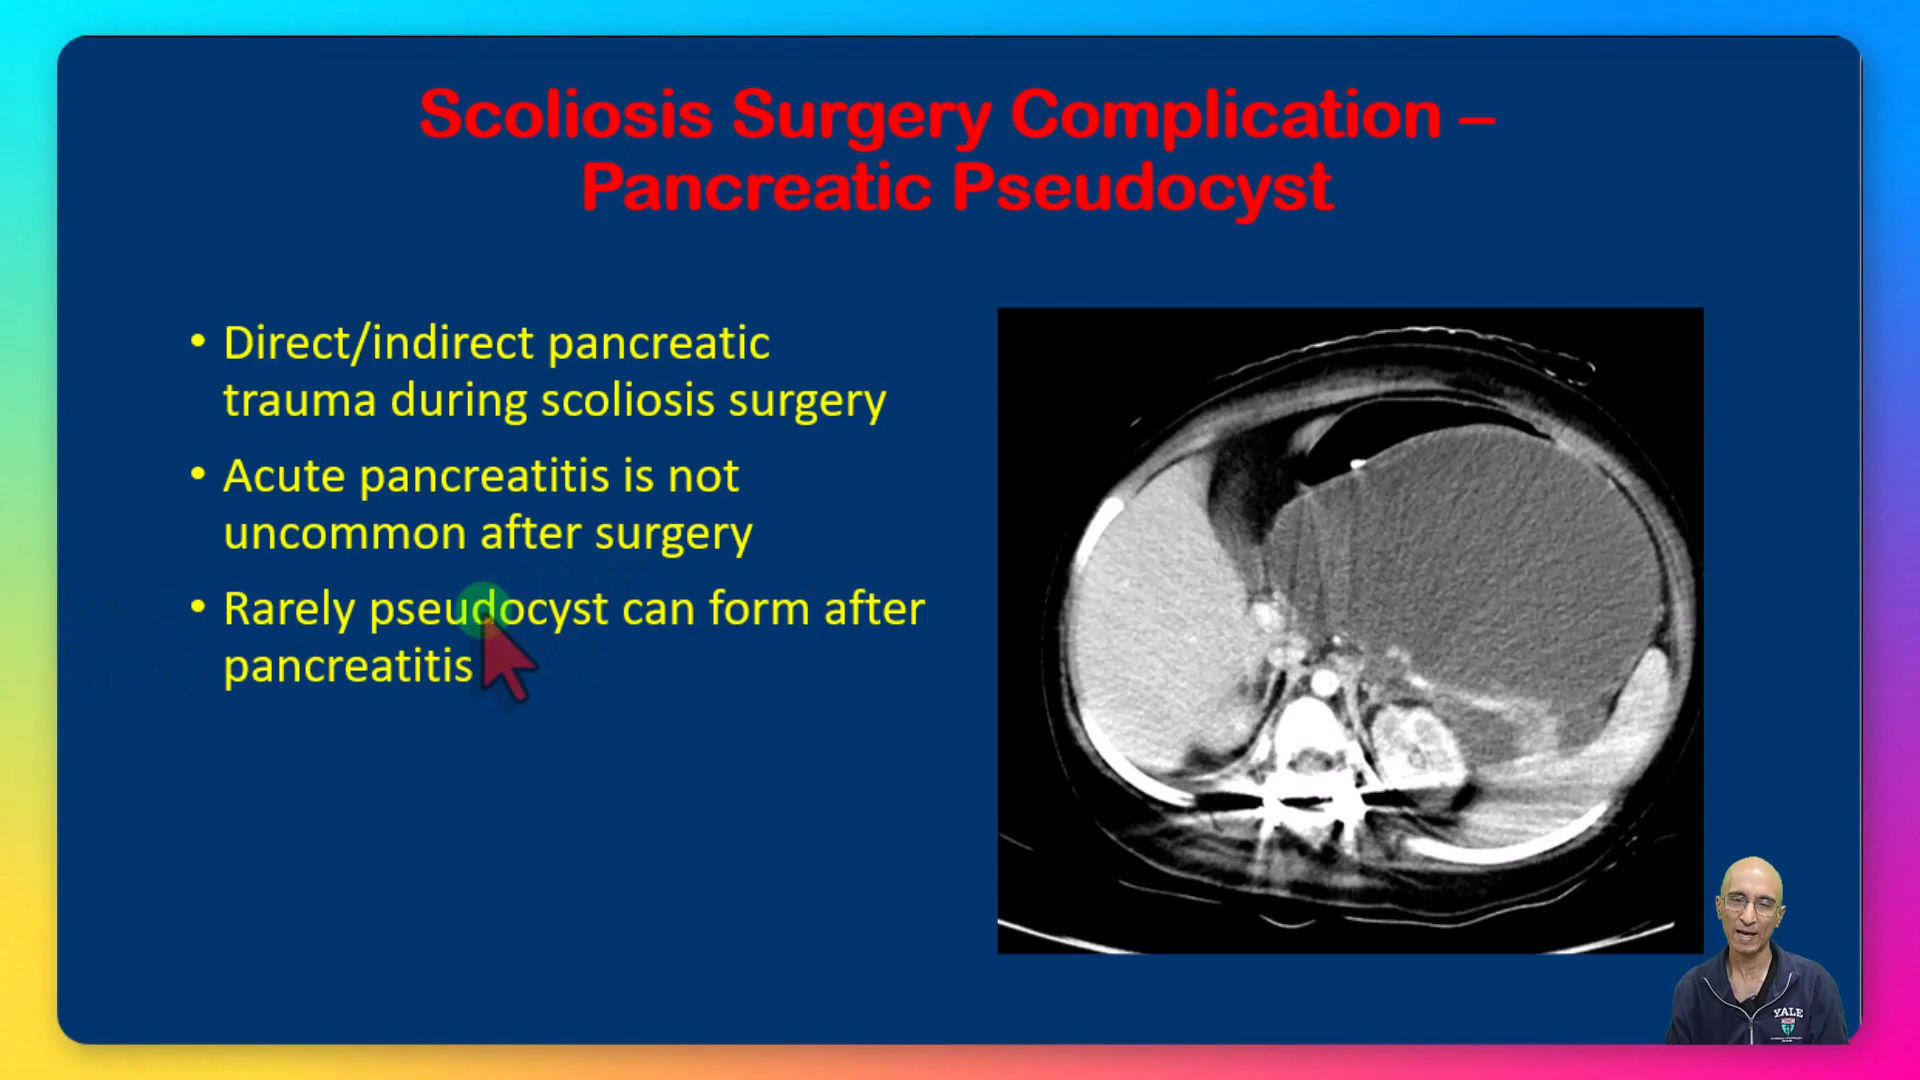 Scoliosis Surgery Complication –
Pancreatic Pseudocyst
• Direct/indirect pancreatic
trauma during scoliosis surgery
• Acute pancreatitis is not
uncommon after surgery
• Rarely pseudocyst can form after
pancreatitis
YALE